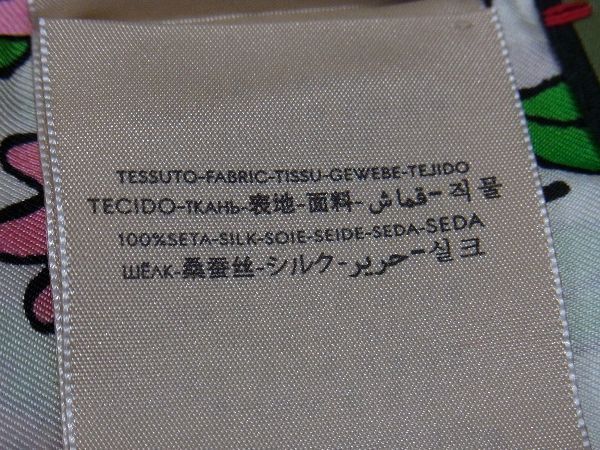 TESSUTO-FABRIC-TISSU-GEWEBE-TEJIDO
TECIDO-ТКАНЬ-表地-面料-قماش-직물
100%SETA-SILK-SOIE-SEIDE-SEDA-SEDA
ШЁЛК-桑蚕丝-シルク-حرير-실크